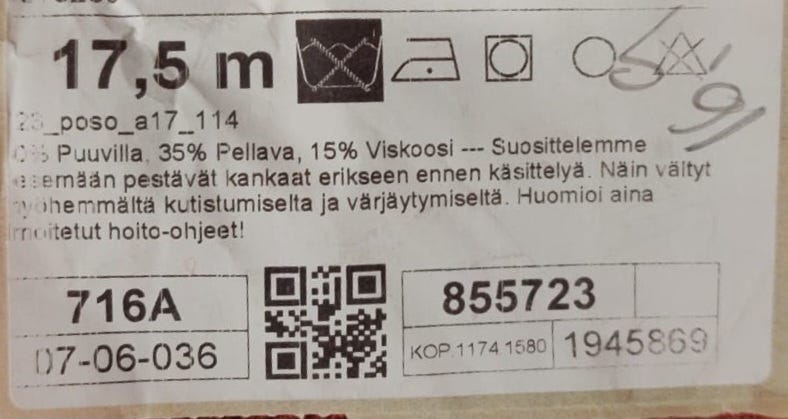 17,5 m
_poso_a17_114
Puuvilla, 35% Pellava, 15% Viskoosi --- Suosittelemme
pestävät kankaat erikseen ennen käsittelyä. Näin vältyt
kutistumiselta ja värjäytymiseltä. Huomioi aina
hoito-ohjeet!
716A
855723
07-06-036
KOP.1174.1580
1945869